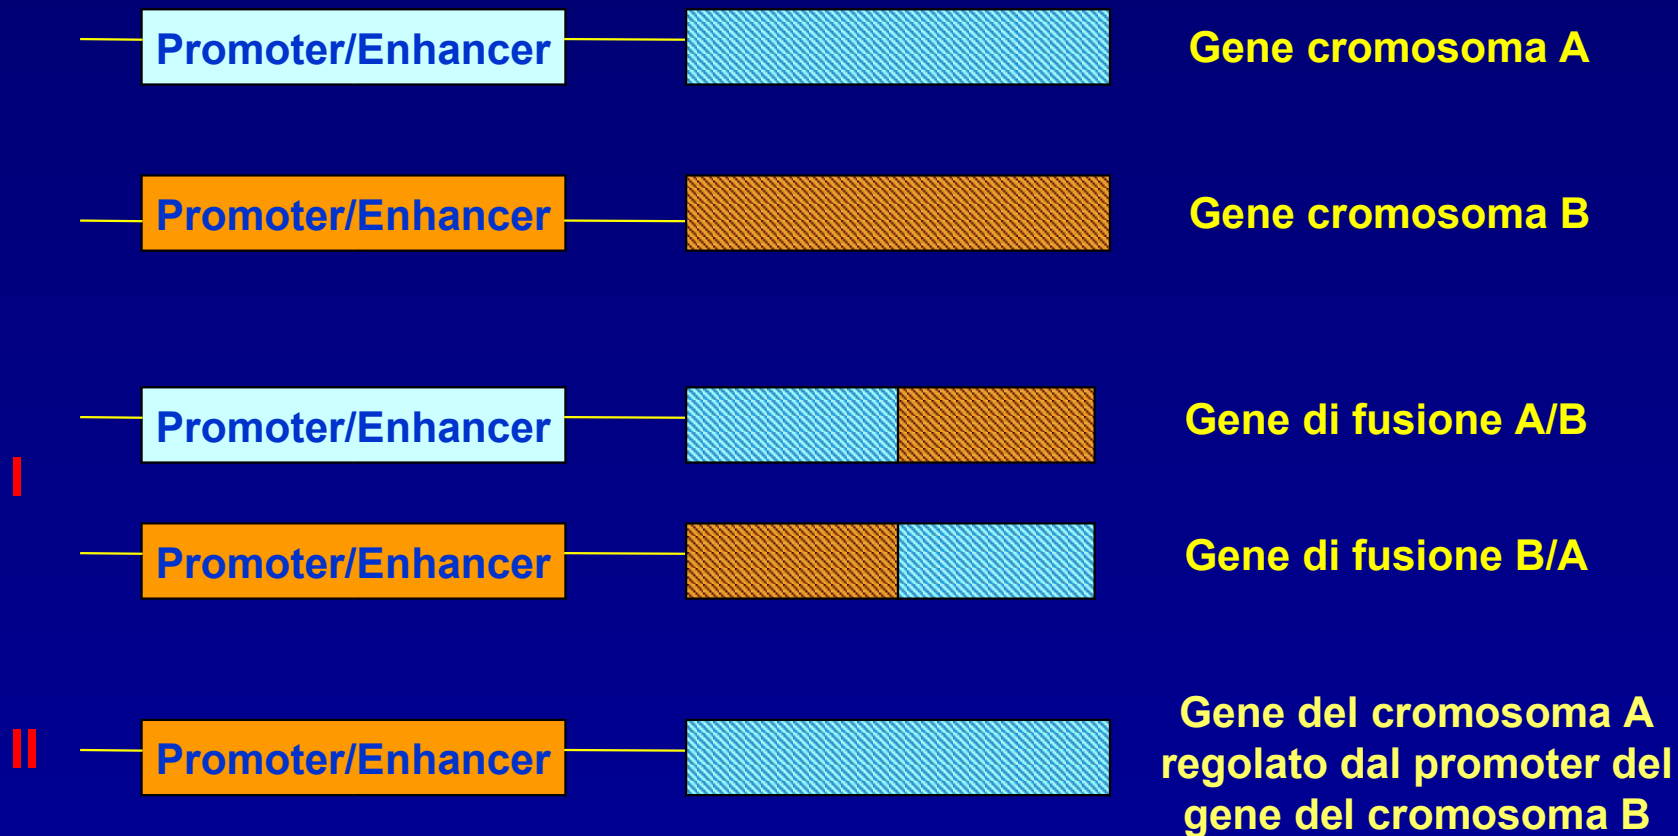 Promoter/Enhancer
Gene cromosoma A
Promoter/Enhancer
Gene cromosoma B
Promoter/Enhancer
Gene di fusione A/B
I
Promoter/Enhancer
Gene di fusione B/A
II
Promoter/Enhancer
Gene del cromosoma A
regolato dal promoter del
gene del cromosoma B